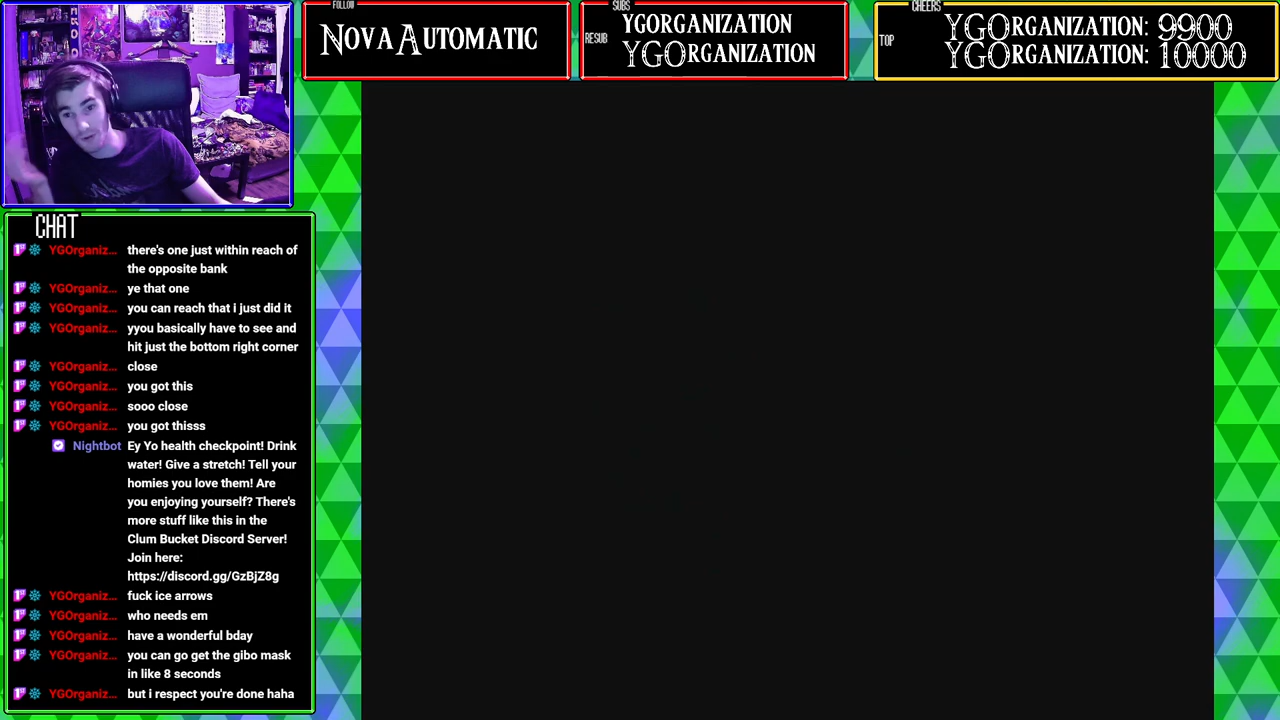 FOLLOW
NovaAutomatic
SUBS
RESUB
YGORGANIZATION
YGORGANIZATION
CHEERS
TOP
YGORGANIZATION: 9900
YGORGANIZATION: 10000
CHAT
YGOrganiz... there's one just within reach of
the opposite bank
YGOrganiz... ye that one
YGOrganiz... you can reach that i just did it
YGOrganiz... yyou basically have to see and
hit just the bottom right corner
YGOrganiz... close
YGOrganiz... you got this
YGOrganiz... sooo close
YGOrganiz... you got thisss
Nightbot Ey Yo health checkpoint! Drink
water! Give a stretch! Tell your
homies you love them! Are
you enjoying yourself? There's
more stuff like this in the
Clum Bucket Discord Server!
Join here:
https://discord.gg/GzBjZ8g
YGOrganiz... fuck ice arrows
YGOrganiz... who needs em
YGOrganiz... have a wonderful bday
YGOrganiz... you can go get the gibo mask
in like 8 seconds
YGOrganiz... but i respect you're done haha